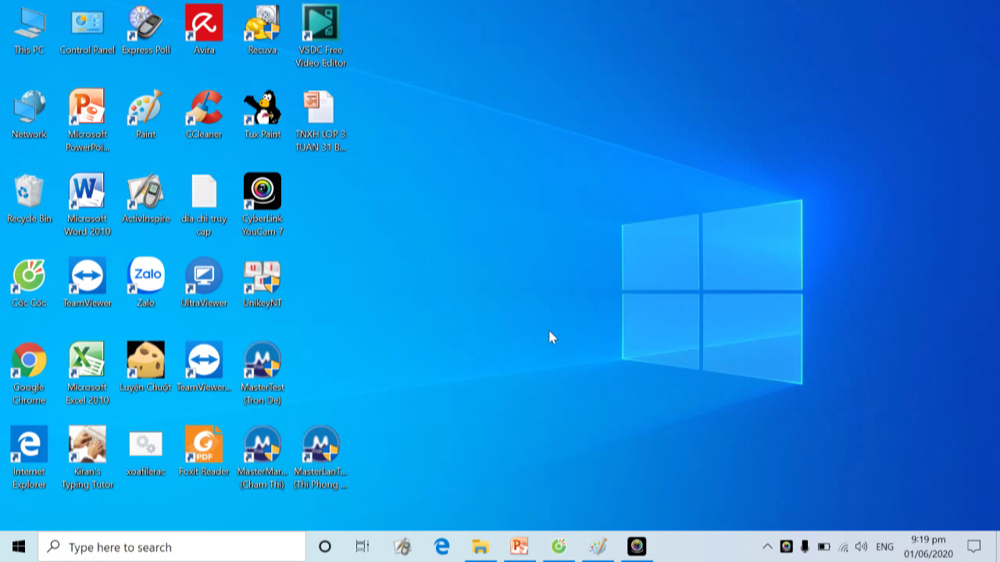 This PC
Control Panel
Express Poll
Avira
Recuva
VSDC Free
Video Editor
Network
Microsoft
PowerPoi...
Paint
CCleaner
Tux Paint
TNXH LOP 3
TUAN 31 B...
Recycle Bin
Microsoft
Word 2010
ActivInspire
dia chi truy
cap
CyberLink
YouCam 7
Cốc Cốc
TeamViewer
Zalo
Zalo
UltraViewer
UnikeyNT
Google
Chrome
Microsoft
Excel 2010
Luyện Chuột
TeamViewer...
MasterTest
(Tron De)
Internet
Explorer
Kiran's
Typing Tutor
xoafilerac
PDF
Foxit Reader
MasterMar...
(Cham Thi)
MasterLanT...
(Thi Phong ...
Type here to search
ENG
9:19 pm
01/06/2020